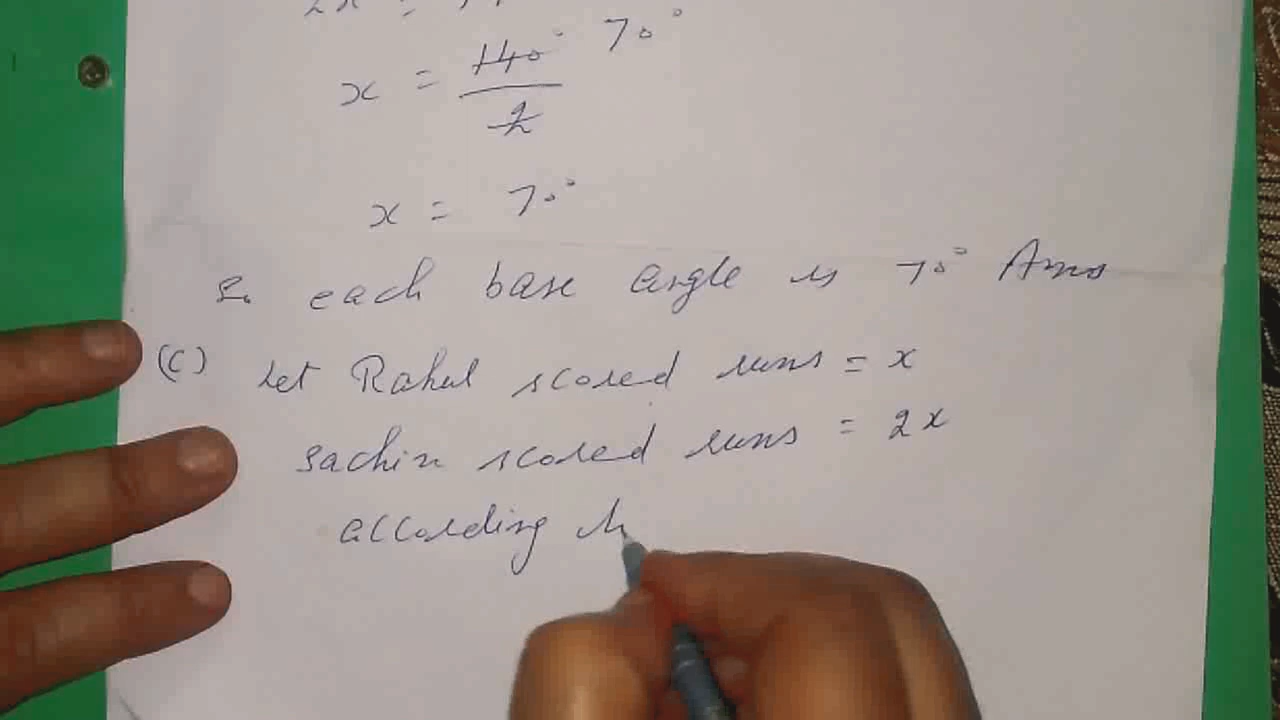 x = 140° 70°
2
x = 70°
So each base angle is 70° Ans
(C) Let Rahul scored runs = x
Sachin scored runs = 2x
according